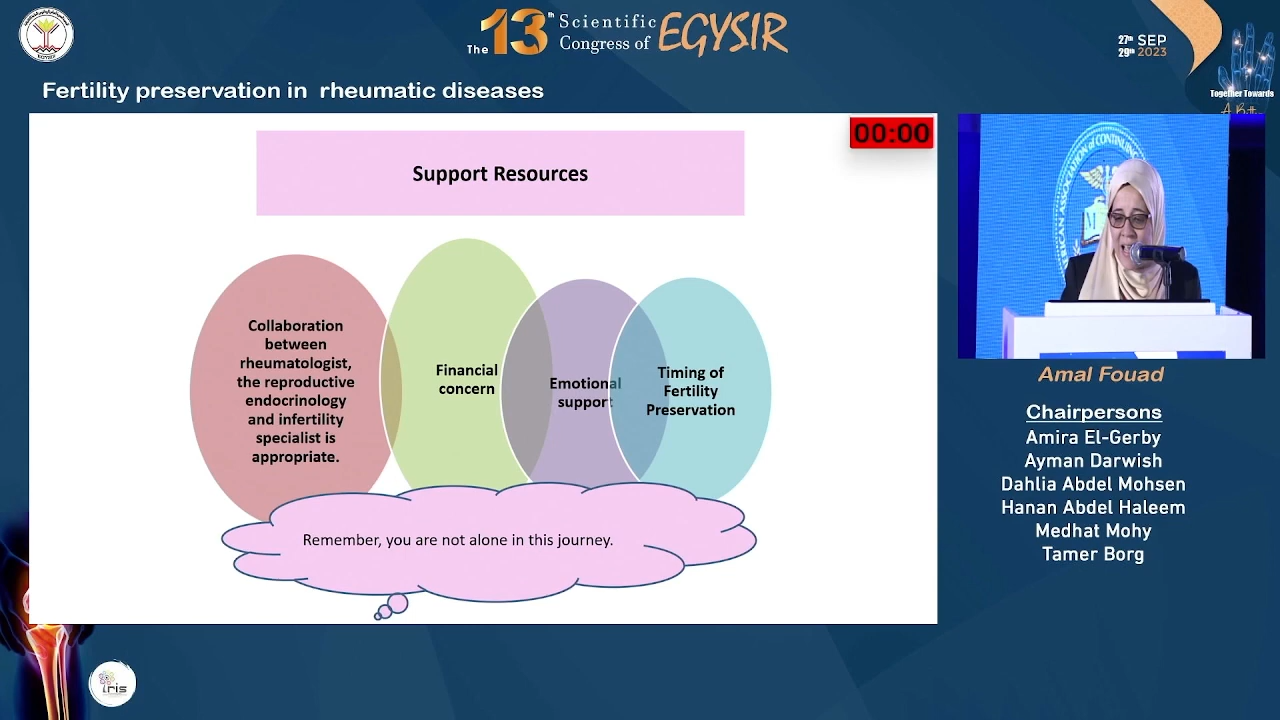 The 13th Scientific Congress of EGYSIR
27th SEP
29th 2023
Together Towards
Fertility preservation in rheumatic diseases
00:00
Support Resources
Collaboration
between
rheumatologist,
the reproductive
endocrinology
and infertility
specialist is
appropriate.
Financial
concern
Emotional
support
Timing of
Fertility
Preservation
Remember, you are not alone in this journey.
Amal Fouad
Chairpersons
Amira El-Gerby
Ayman Darwish
Dahlia Abdel Mohsen
Hanan Abdel Haleem
Medhat Mohy
Tamer Borg
EGYSIR
iris